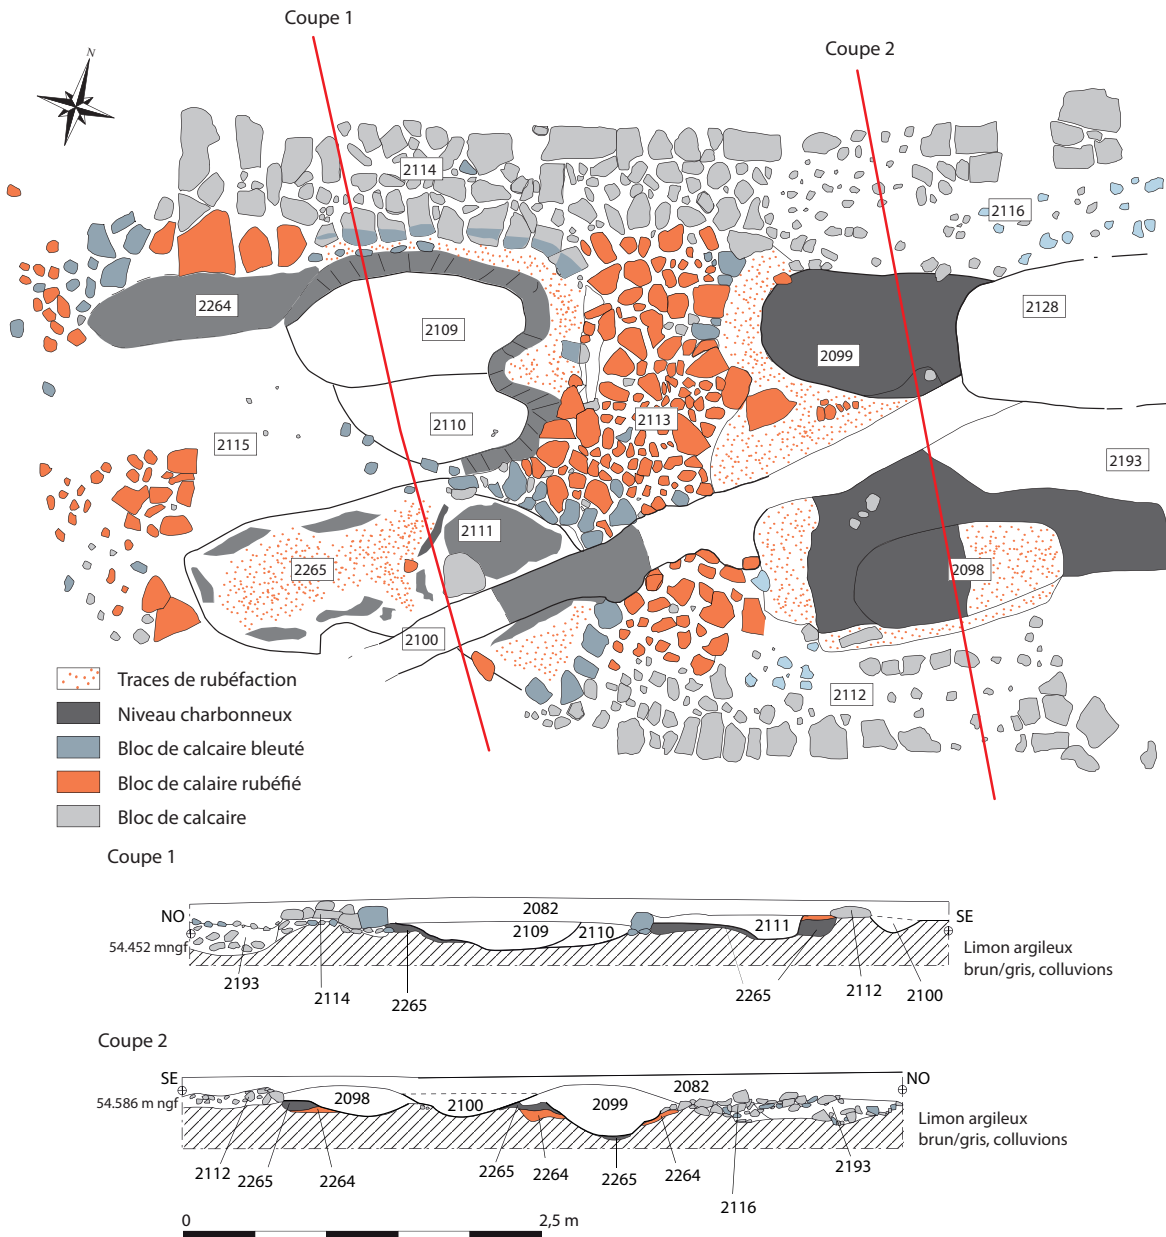 Coupe 1
Coupe 2
N
2114
2116
2264
2109
2128
2099
2110
2113
2115
2193
2111
2265
2098
2100
2112
Traces de rubéfaction
Niveau charbonneux
Bloc de calcaire bleuté
Bloc de calaire rubéfié
Bloc de calcaire
Coupe 1
NO
2082
SE
2109
2110
2111
54.452 mngf
Limon argileux
brun/gris, colluvions
2193
2114
2265
2265
2112
2100
Coupe 2
SE
NO
2082
2098
2100
2099
54.586 m ngf
Limon argileux
brun/gris, colluvions
2112
2265
2264
2265
2264
2265
2264
2116
2193
0
2,5 m